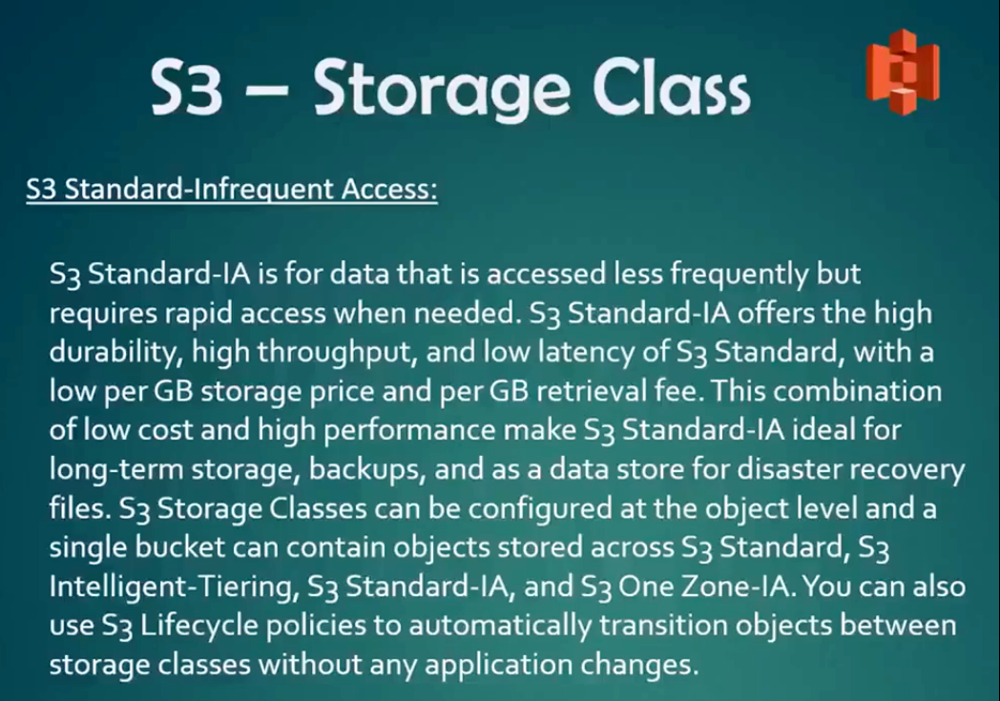 S3 – Storage Class
S3 Standard-Infrequent Access:
S3 Standard-IA is for data that is accessed less frequently but
requires rapid access when needed. S3 Standard-IA offers the high
durability, high throughput, and low latency of S3 Standard, with a
low per GB storage price and per GB retrieval fee. This combination
of low cost and high performance make S3 Standard-IA ideal for
long-term storage, backups, and as a data store for disaster recovery
files. S3 Storage Classes can be configured at the object level and a
single bucket can contain objects stored across S3 Standard, S3
Intelligent-Tiering, S3 Standard-IA, and S3 One Zone-IA. You can also
use S3 Lifecycle policies to automatically transition objects between
storage classes without any application changes.